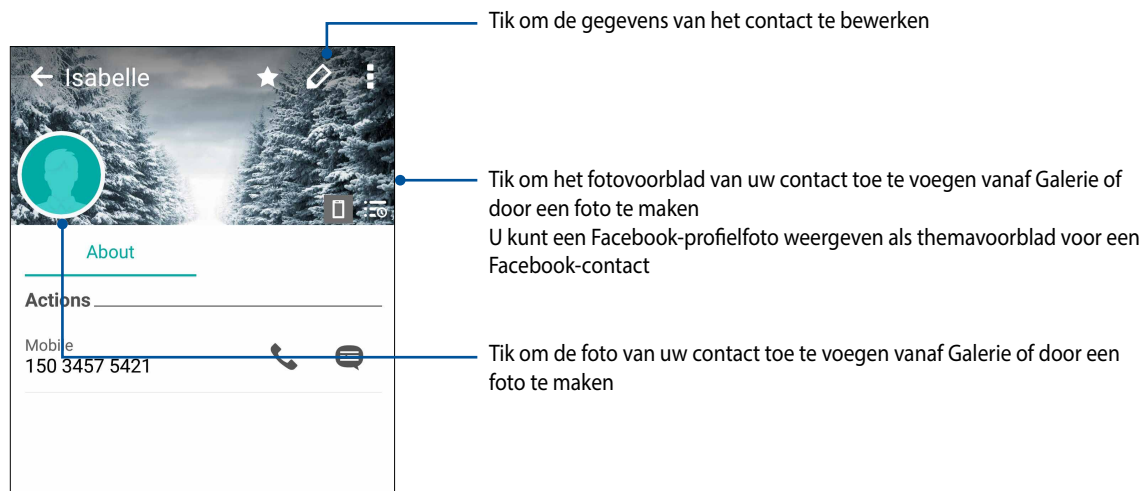 Tik om de gegevens van het contact te bewerken
Isabelle
Tik om het fotovoorblad van uw contact toe te voegen vanaf Galerie of
door een foto te maken
U kunt een Facebook-profielfoto weergeven als themavoorblad voor een
Facebook-contact
About
Actions
Mobile
150 3457 5421
Tik om de foto van uw contact toe te voegen vanaf Galerie of door een
foto te maken